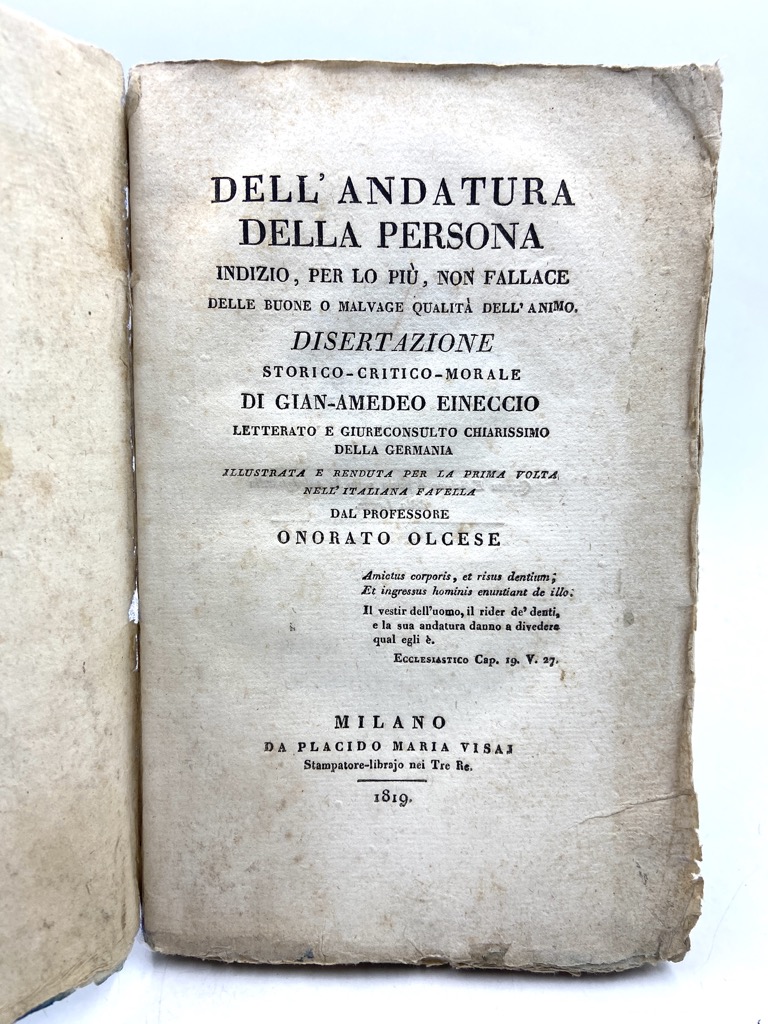 DELL' ANDATURA
DELLA PERSONA
INDIZIO, PER LO PIÙ, NON FALLACE
DELLE BUONE O MALVAGE QUALITÀ DELL' ANIMO.
DISERTAZIONE
STORICO-CRITICO-MORALE
DI GIAN-AMEDEO EINECCIO
LETTERATO E GIURECONSULTO CHIARISSIMO
DELLA GERMANIA
ILLUSTRATA E RENDUTA PER LA PRIMA VOLTA
NELL' ITALIANA FAVELLA
DAL PROFESSORE
ONORATO OLCESE
Amictus corporis, et risus dentium;
Et ingressus hominis enuntiant de illo.
Il vestir dell'uomo, il rider de' denti,
e la sua andatura danno a divedere
qual egli è.
ECCLESIASTICO Cap. 19. V. 27.
MILANO
DA PLACIDO MARIA VISAJ
Stampatore-librajo nei Tre Re.
1819.